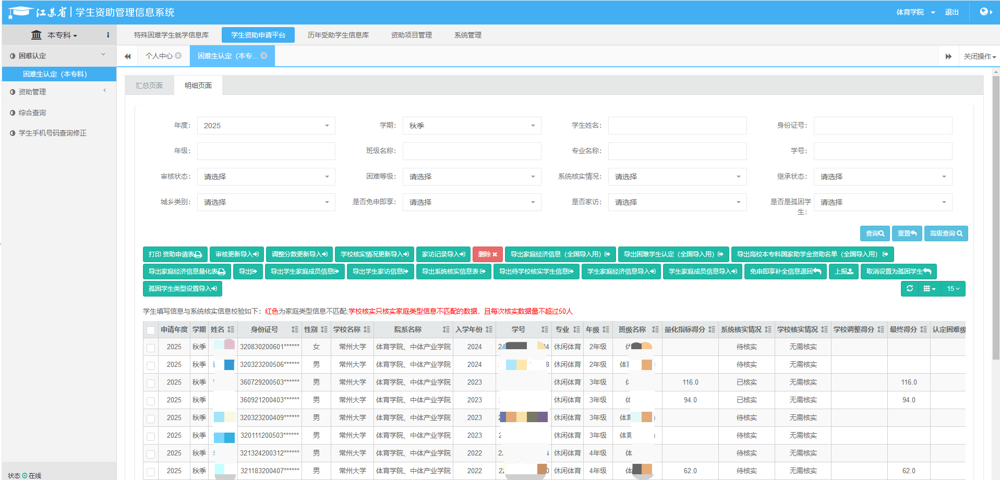 江苏省 | 学生资助管理信息系统
体育学院 退出
本专科 i 特殊困难学生就学信息库 学生资助申请平台 历年受助学生信息库 资助项目管理 系统管理
困难认定 个人中心 困难生认定（本专... 关闭操作
困难生认定（本专科）
资助管理
综合查询
学生手机号码查询修正
汇总页面 明细页面
年度： 2025 学期： 秋季 学生姓名： 身份证号：
年级： 班级名称： 专业名称： 学号：
审核状态： 请选择 困难等级： 请选择 系统核实情况： 请选择 继承状态： 请选择
城乡类别： 请选择 是否免申即享： 请选择 是否家访： 请选择 是否是孤困学生： 请选择
查询 重置 高级查询
打印 资助申请表 审核更新导入 调整分数更新导入 学校核实情况更新导入 家访记录导入 删除 导出家庭经济信息（全国导入用） 导出困难学生认定（全国导入用） 导出高校本专科国家助学金资助名单（全国导入用）
导出家庭经济信息量化表 导出 导出学生家庭成员信息 导出学生家访信息 导出系统核实信息表 导出待学校核实学生信息 学生家庭经济信息导入 学生家庭成员信息导入 免申即享补全信息退回 上报 取消设置为孤困学生
孤困学生类型设置导入 15
学生填写信息与系统核实信息校验如下：红色为家庭类型信息不匹配;学校核实只核实家庭类型信息不匹配的数据，且每次核实数据量不超过50人
申请年度 学期 姓名 身份证号 性别 学校名称 院系名称 入学年份 学号 专业 年级 班级名称 量化指标得分 系统核实情况 学校核实情况 学校调整得分 最终得分 认定困难级
2025 秋季 320830200601****** 女 常州大学 体育学院、中体产业学院 2024 2 4 休闲体育 2年级 待核实 无需核实
2025 秋季 320323200506****** 男 常州大学 体育学院、中体产业学院 2024 8 休闲体育 2年级 体育 ) 待核实 无需核实
2025 秋季 360729200503****** 男 常州大学 体育学院、中体产业学院 2023 休闲体育 3年级 116.0 已核实 无需核实 116.0
2025 秋季 360921200403****** 男 常州大学 体育学院、中体产业学院 2023 休闲体育 3年级 体 94.0 已核实 无需核实 94.0
2025 秋季 320323200409****** 男 常州大学 体育学院、中体产业学院 2023 2 休闲体育 3年级 体育 ) 待核实 无需核实
2025 秋季 320111200503****** 男 常州大学 体育学院、中体产业学院 2023 2 休闲体育 3年级 体育 ) 待核实 无需核实
2025 秋季 321324200312****** 男 常州大学 体育学院、中体产业学院 2022 22 休闲体育 4年级 体 待核实 无需核实
2025 秋季 321183200407****** 男 常州大学 体育学院、中体产业学院 2022 22 0 休闲体育 4年级 体 62.0 待核实 无需核实 62.0
状态 在线